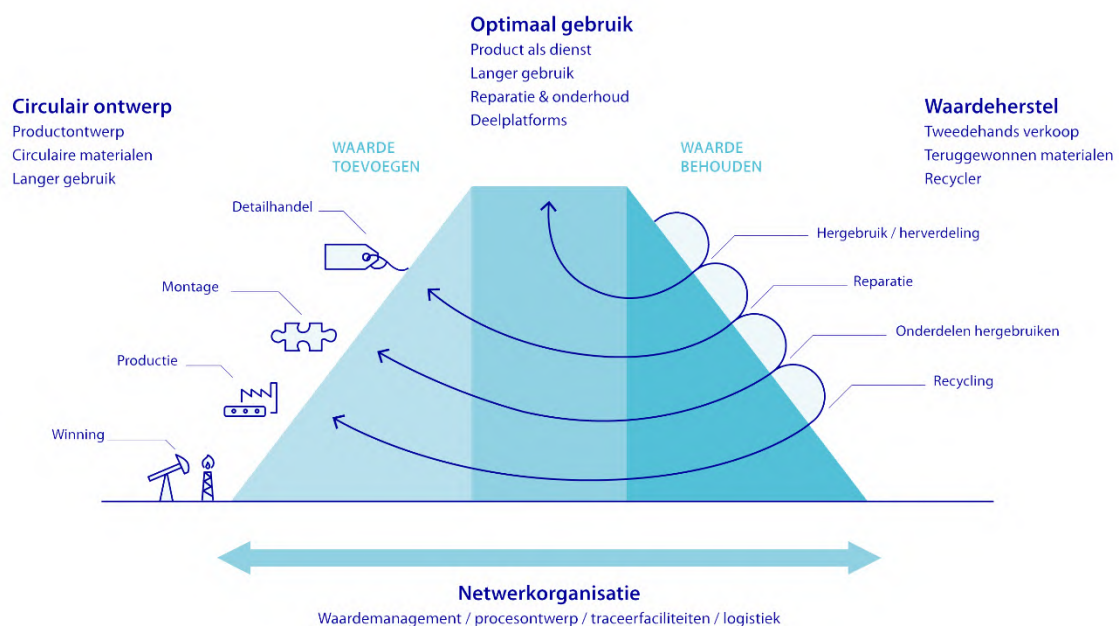 Optimaal gebruik
Product als dienst
Langer gebruik
Reparatie & onderhoud
Deelplatforms
Circulair ontwerp
Productontwerp
Circulaire materialen
Langer gebruik
Waardeherstel
Tweedehands verkoop
Teruggewonnen materialen
Recycler
WAARDE
TOEVOEGEN
WAARDE
BEHOUDEN
Detailhandel
Montage
Productie
Winning
Hergebruik / herverdeling
Reparatie
Onderdelen hergebruiken
Recycling
Netwerkorganisatie
Waardemanagement / procesontwerp / traceerfaciliteiten / logistiek